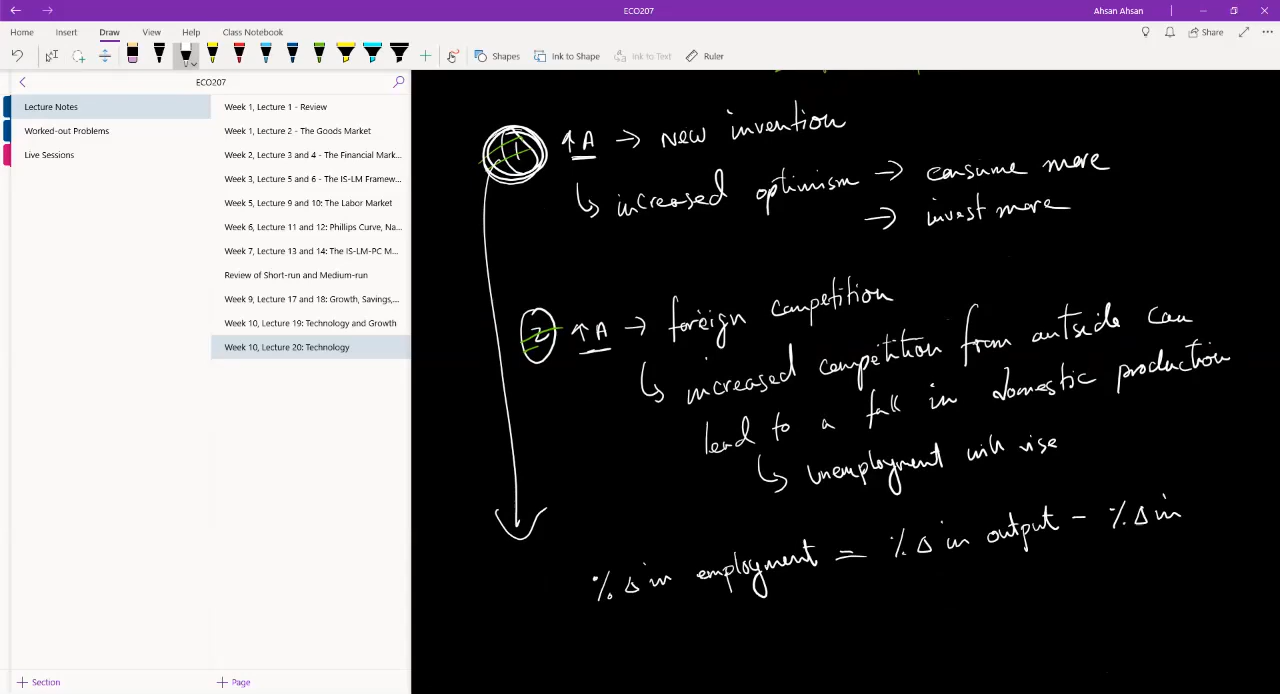 ECO207
Ahsan Ahsan
Home Insert Draw View Help Class Notebook
Share
Shapes Ink to Shape Ink to Text Ruler
ECO207
Lecture Notes
Worked-out Problems
Live Sessions
Week 1, Lecture 1 - Review
Week 1, Lecture 2 - The Goods Market
Week 2, Lecture 3 and 4 - The Financial Mark...
Week 3, Lecture 5 and 6 - The IS-LM Framew...
Week 5, Lecture 9 and 10: The Labor Market
Week 6, Lecture 11 and 12: Phillips Curve, Na...
Week 7, Lecture 13 and 14: The IS-LM-PC M...
Review of Short-run and Medium-run
Week 9, Lecture 17 and 18: Growth, Savings,...
Week 10, Lecture 19: Technology and Growth
Week 10, Lecture 20: Technology
Section
Page
1 ↑A → new invention
↳ increased optimism → consume more
→ invest more
2 ↑A → foreign competition
↳ increased competition from outside can
lead to a fall in domestic production
↳ unemployment will rise
% Δ in employment = % Δ in output - % Δ in